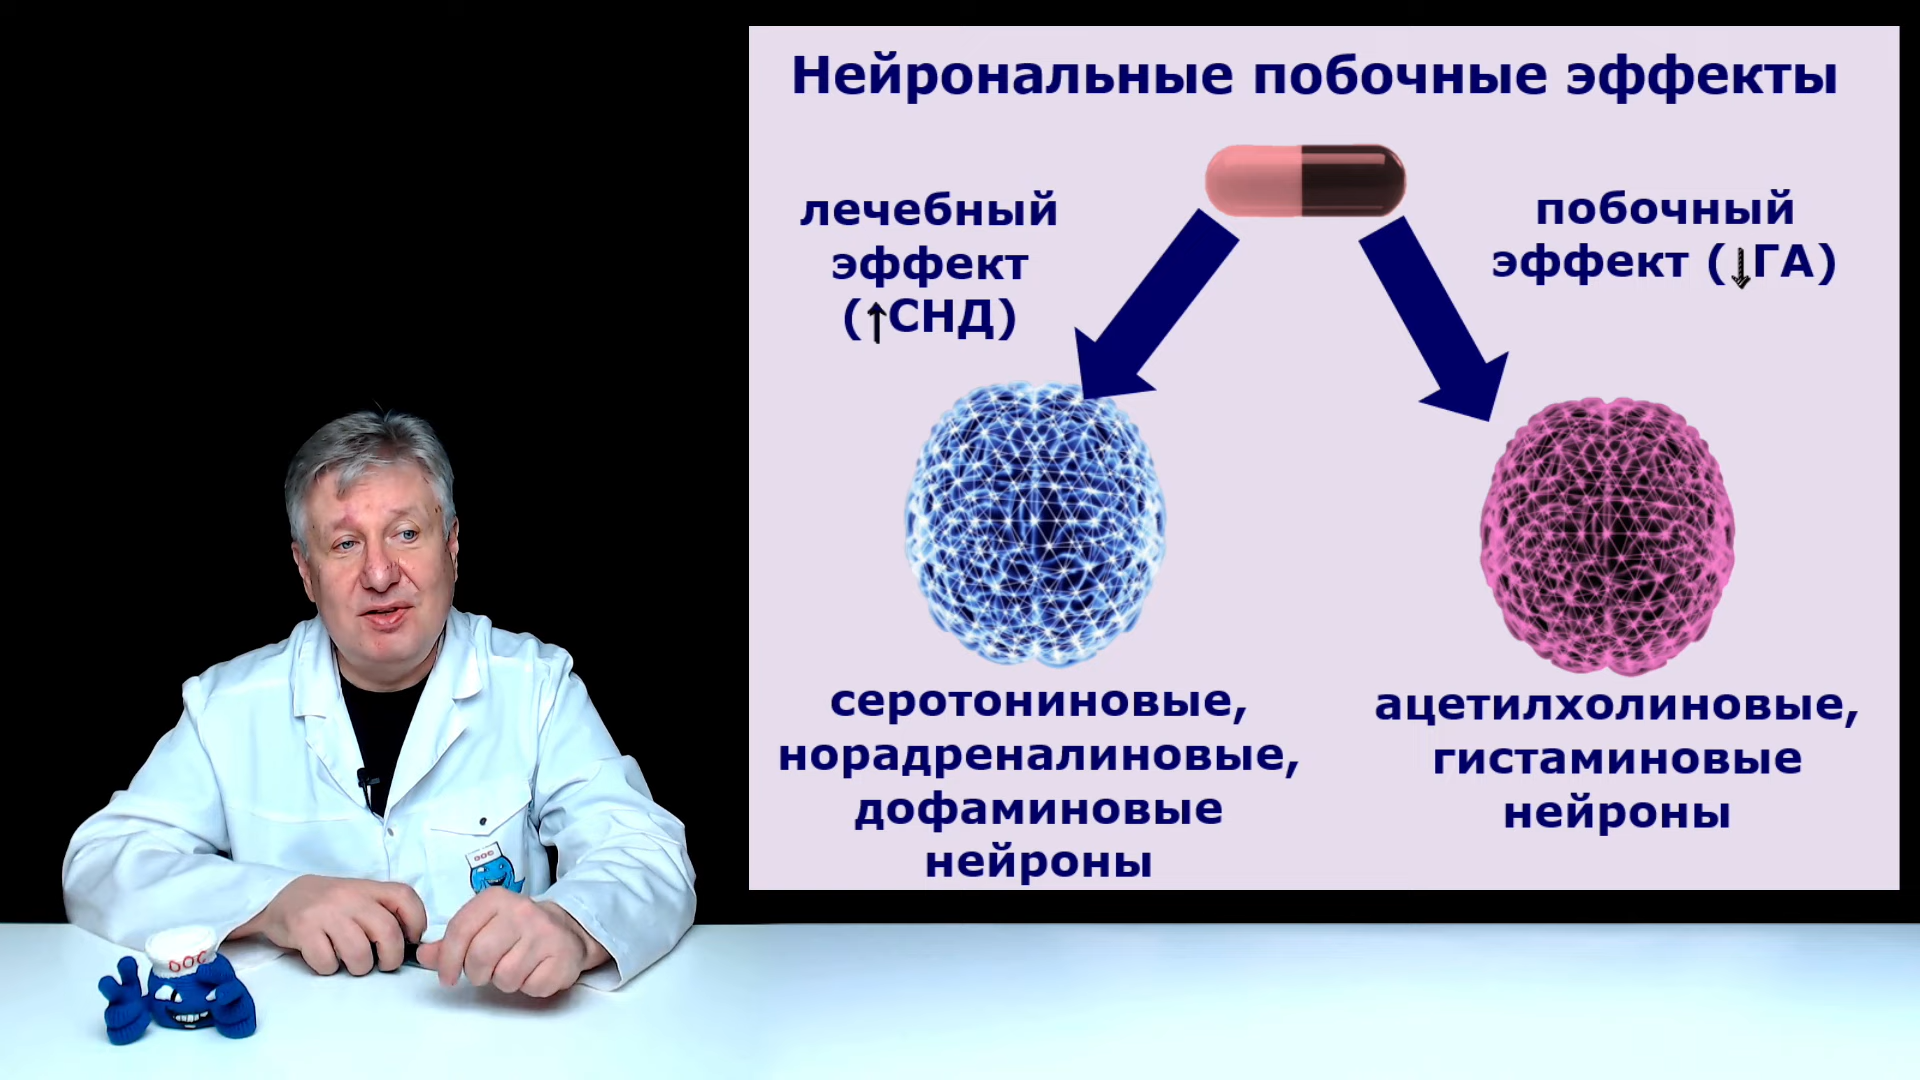 Нейрональные побочные эффекты
лечебный
эффект
(↑СНД)
побочный
эффект (↓ГА)
серотониновые,
норадреналиновые,
дофаминовые
нейроны
ацетилхолиновые,
гистаминовые
нейроны
DOC
DOC